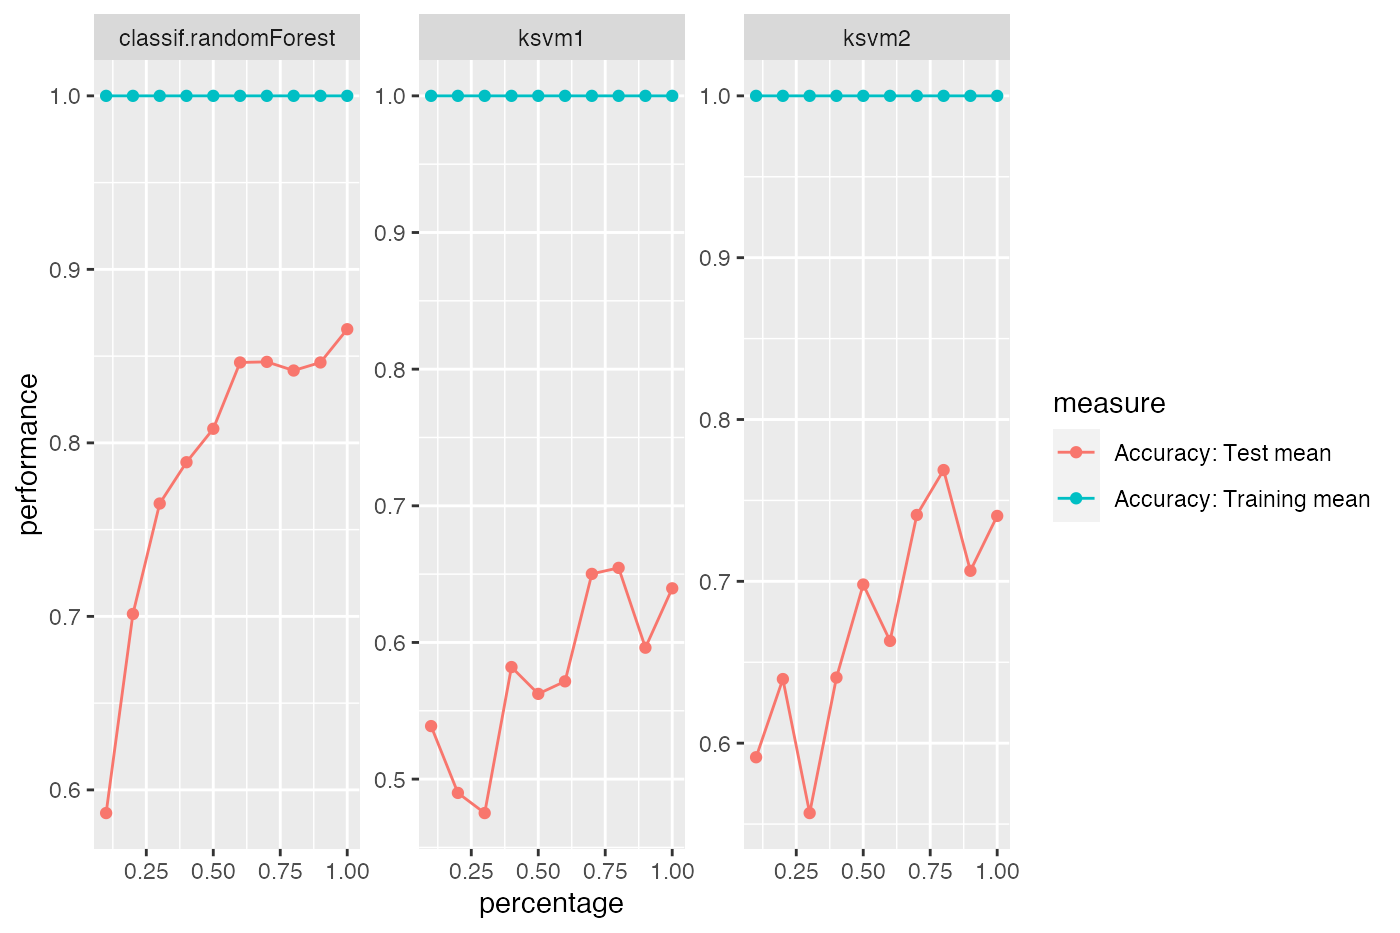 classif.randomForest
ksvm1
ksvm2
performance
1.0
0.9
0.8
0.7
0.6
1.0
0.9
0.8
0.7
0.6
0.5
1.0
0.9
0.8
0.7
0.6
0.25 0.50 0.75 1.00
0.25 0.50 0.75 1.00
0.25 0.50 0.75 1.00
percentage
measure
Accuracy: Test mean
Accuracy: Training mean